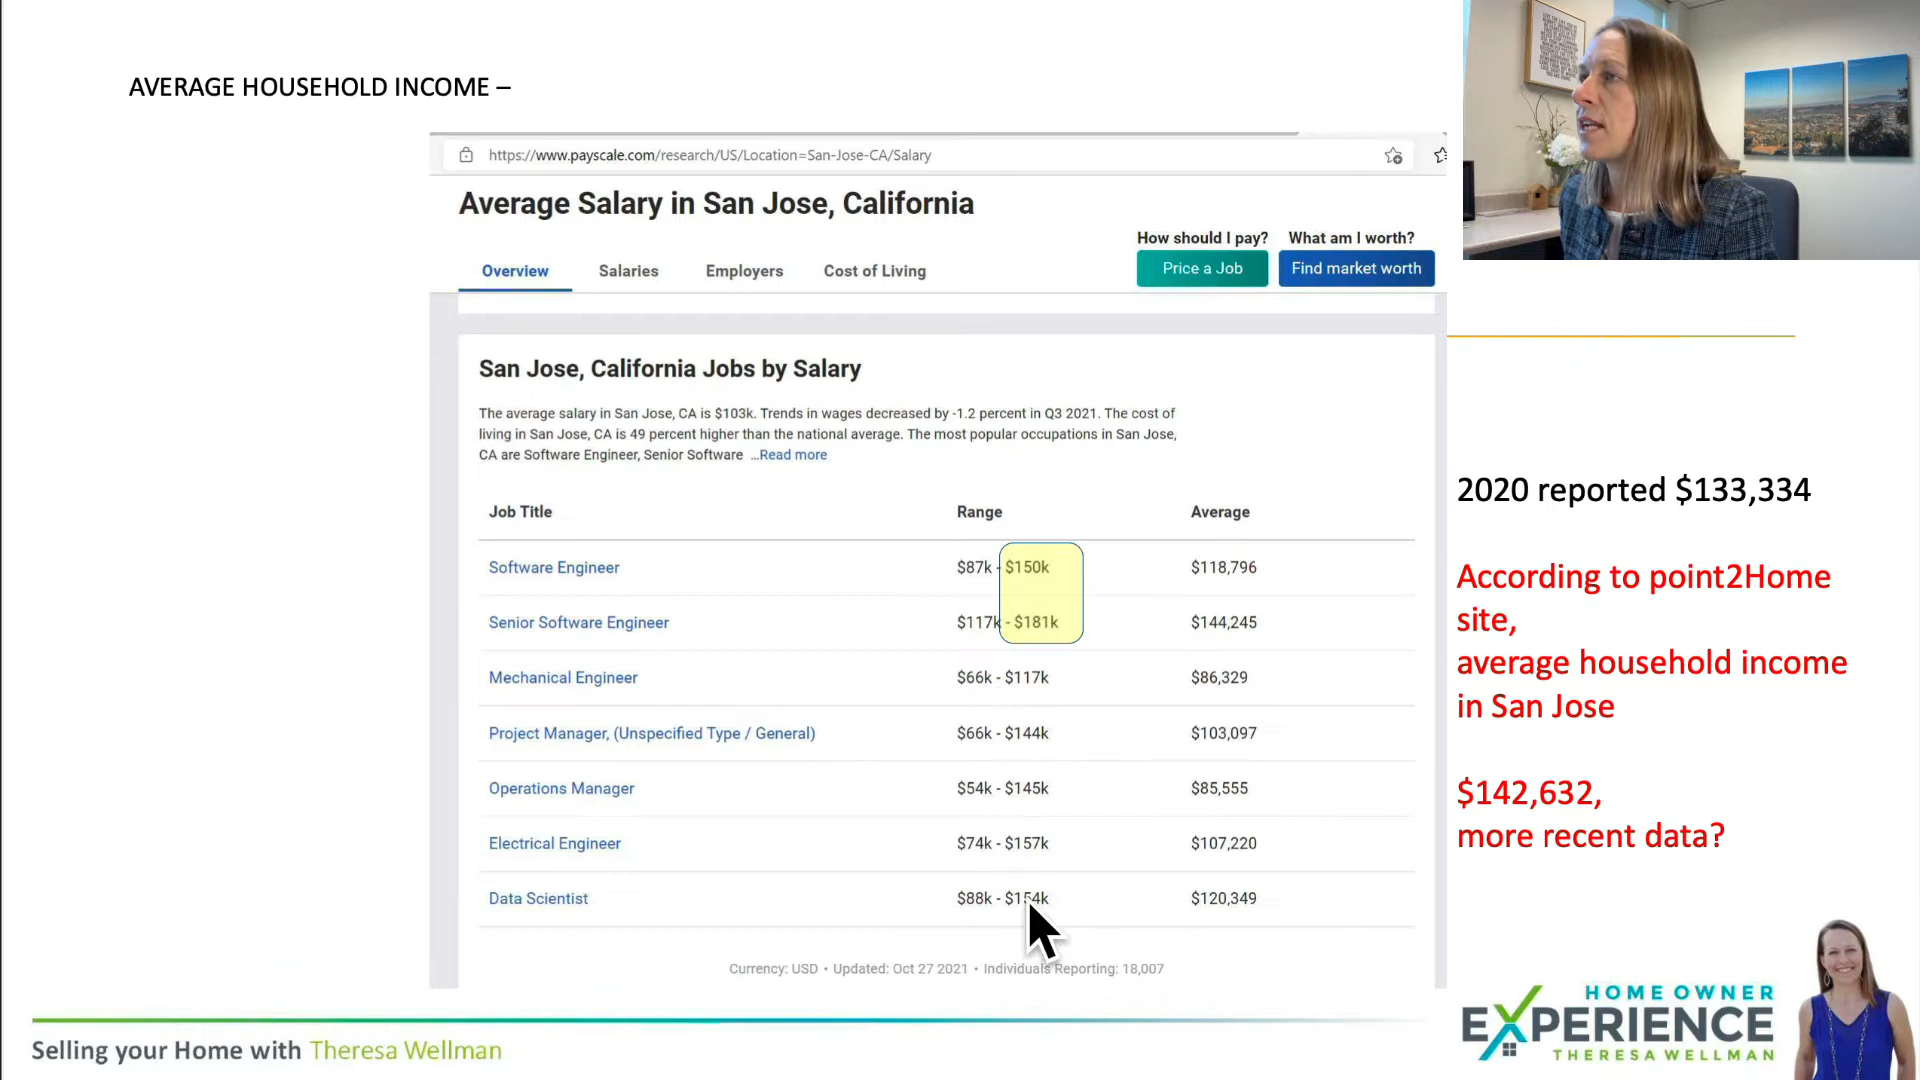 AVERAGE HOUSEHOLD INCOME –
https://www.payscale.com/research/US/Location=San-Jose-CA/Salary
Average Salary in San Jose, California
How should I pay? What am I worth?
Overview Salaries Employers Cost of Living Price a Job Find market worth
San Jose, California Jobs by Salary
The average salary in San Jose, CA is $103k. Trends in wages decreased by -1.2 percent in Q3 2021. The cost of
living in San Jose, CA is 49 percent higher than the national average. The most popular occupations in San Jose,
CA are Software Engineer, Senior Software ...Read more
Job Title Range Average
Software Engineer $87k - $150k $118,796
Senior Software Engineer $117k - $181k $144,245
Mechanical Engineer $66k - $117k $86,329
Project Manager, (Unspecified Type / General) $66k - $144k $103,097
Operations Manager $54k - $145k $85,555
Electrical Engineer $74k - $157k $107,220
Data Scientist $88k - $154k $120,349
Currency: USD • Updated: Oct 27 2021 • Individuals Reporting: 18,007
2020 reported $133,334
According to point2Home
site,
average household income
in San Jose
$142,632,
more recent data?
Selling your Home with Theresa Wellman
HOME OWNER
EXPERIENCE
THERESA WELLMAN